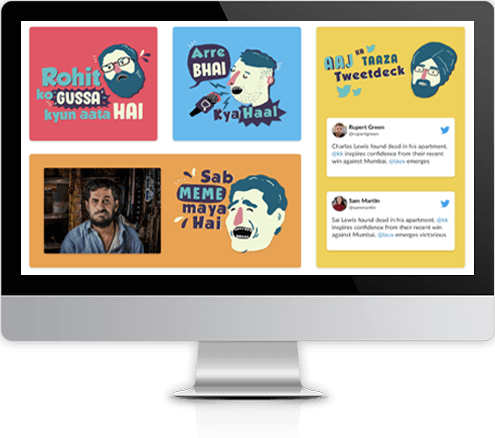 Rohit
KO GUSSA
kyun aata HAI
Arre
BHAI
Kya Haal
AAJ KA TAAZA
Tweetdeck
Rupert Green
@rupertgreen
Charles Lewis found dead in his apartment.
@kk inspires confidence from their recent
win against Mumbai. @lauv emerges
Sab
MEME
maya
Hai
Sam Martin
@sammartin
Sai Lewis found dead in his apartment. @kk
inspires confidence from their recent win
against Mumbai. @lauv emerges victorious